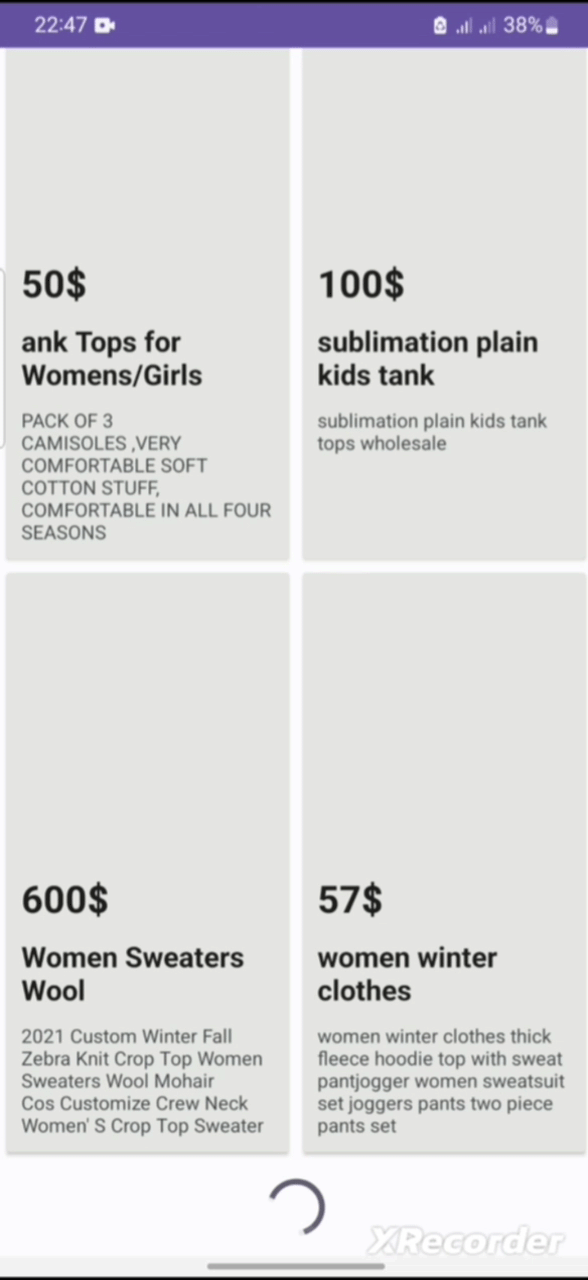 22:47
38%
50$
ank Tops for
Womens/Girls
PACK OF 3
CAMISOLES ,VERY
COMFORTABLE SOFT
COTTON STUFF,
COMFORTABLE IN ALL FOUR
SEASONS
100$
sublimation plain
kids tank
sublimation plain kids tank
tops wholesale
600$
Women Sweaters
Wool
2021 Custom Winter Fall
Zebra Knit Crop Top Women
Sweaters Wool Mohair
Cos Customize Crew Neck
Women' S Crop Top Sweater
57$
women winter
clothes
women winter clothes thick
fleece hoodie top with sweat
pantjogger women sweatsuit
set joggers pants two piece
pants set
XRecorder